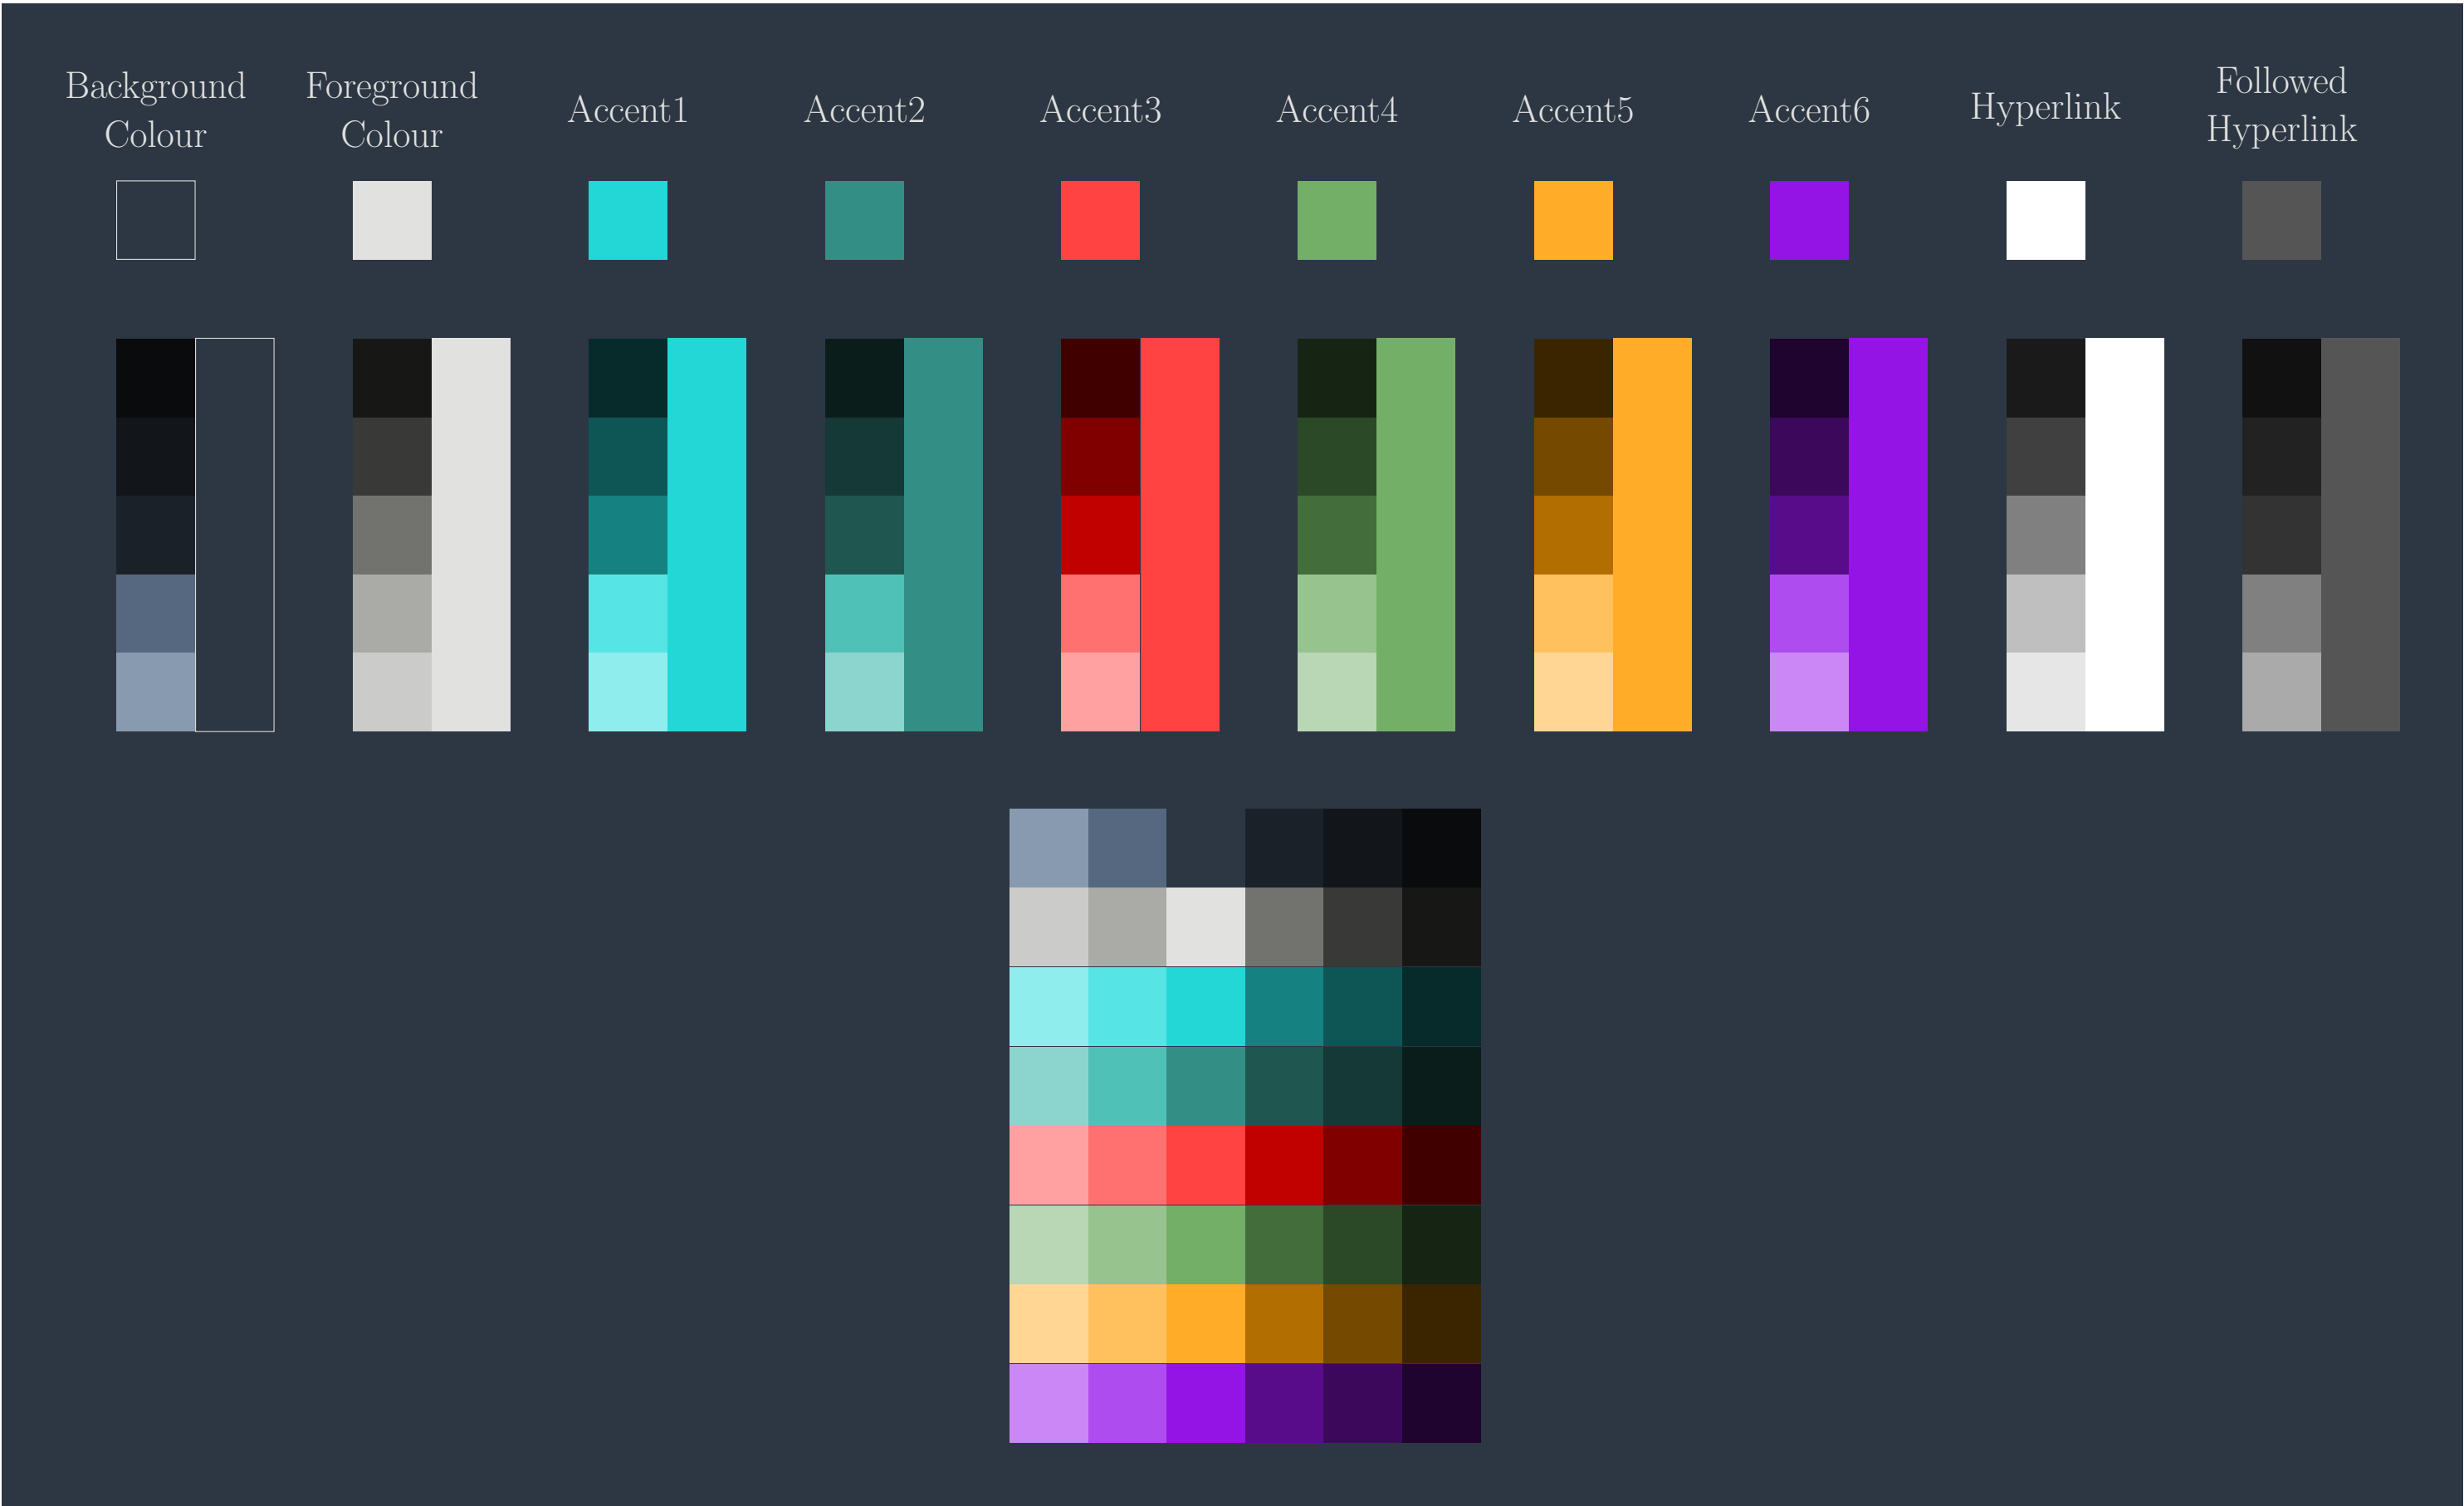 Background
Colour
Foreground
Colour
Accent1
Accent2
Accent3
Accent4
Accent5
Accent6
Hyperlink
Followed
Hyperlink